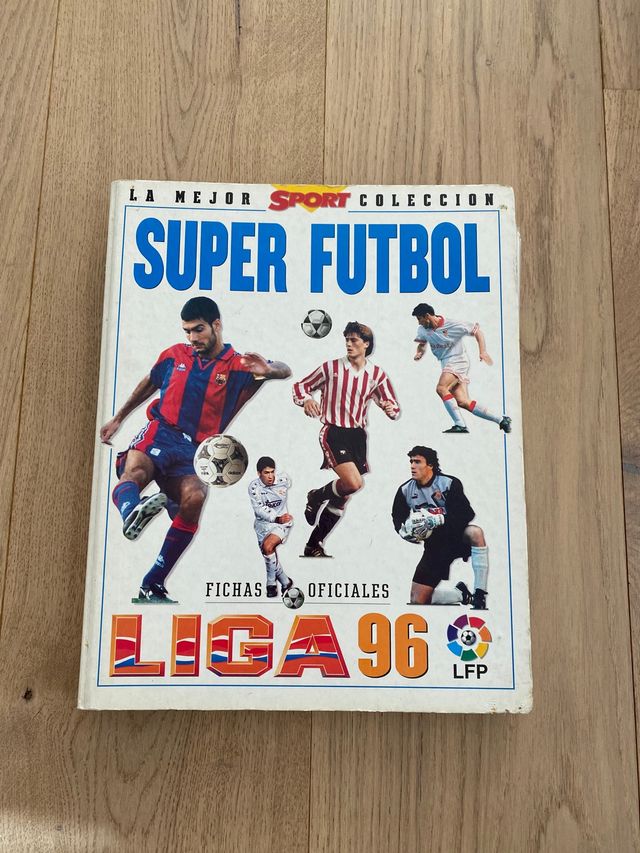 LA MEJOR SPORT COLECCION
SUPER FUTBOL
FICHAS OFICIALES
LIGA 96
LFP